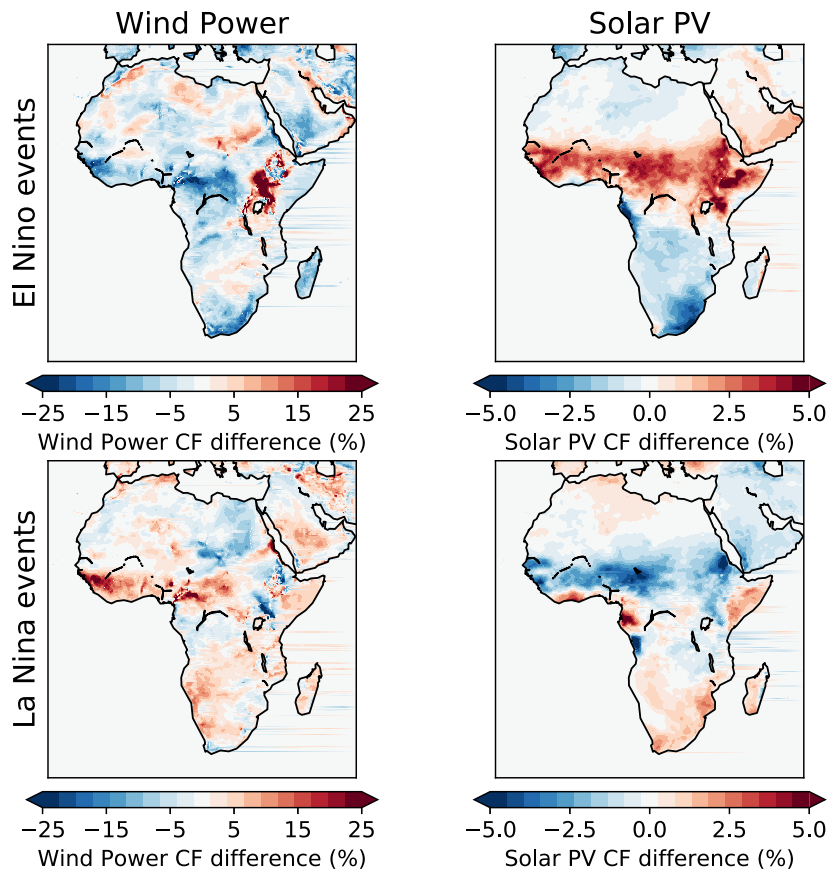 Wind Power
Solar PV
El Nino events
−25 −15 −5 5 15 25
Wind Power CF difference (%)
−5.0 −2.5 0.0 2.5 5.0
Solar PV CF difference (%)
La Nina events
−25 −15 −5 5 15 25
Wind Power CF difference (%)
−5.0 −2.5 0.0 2.5 5.0
Solar PV CF difference (%)